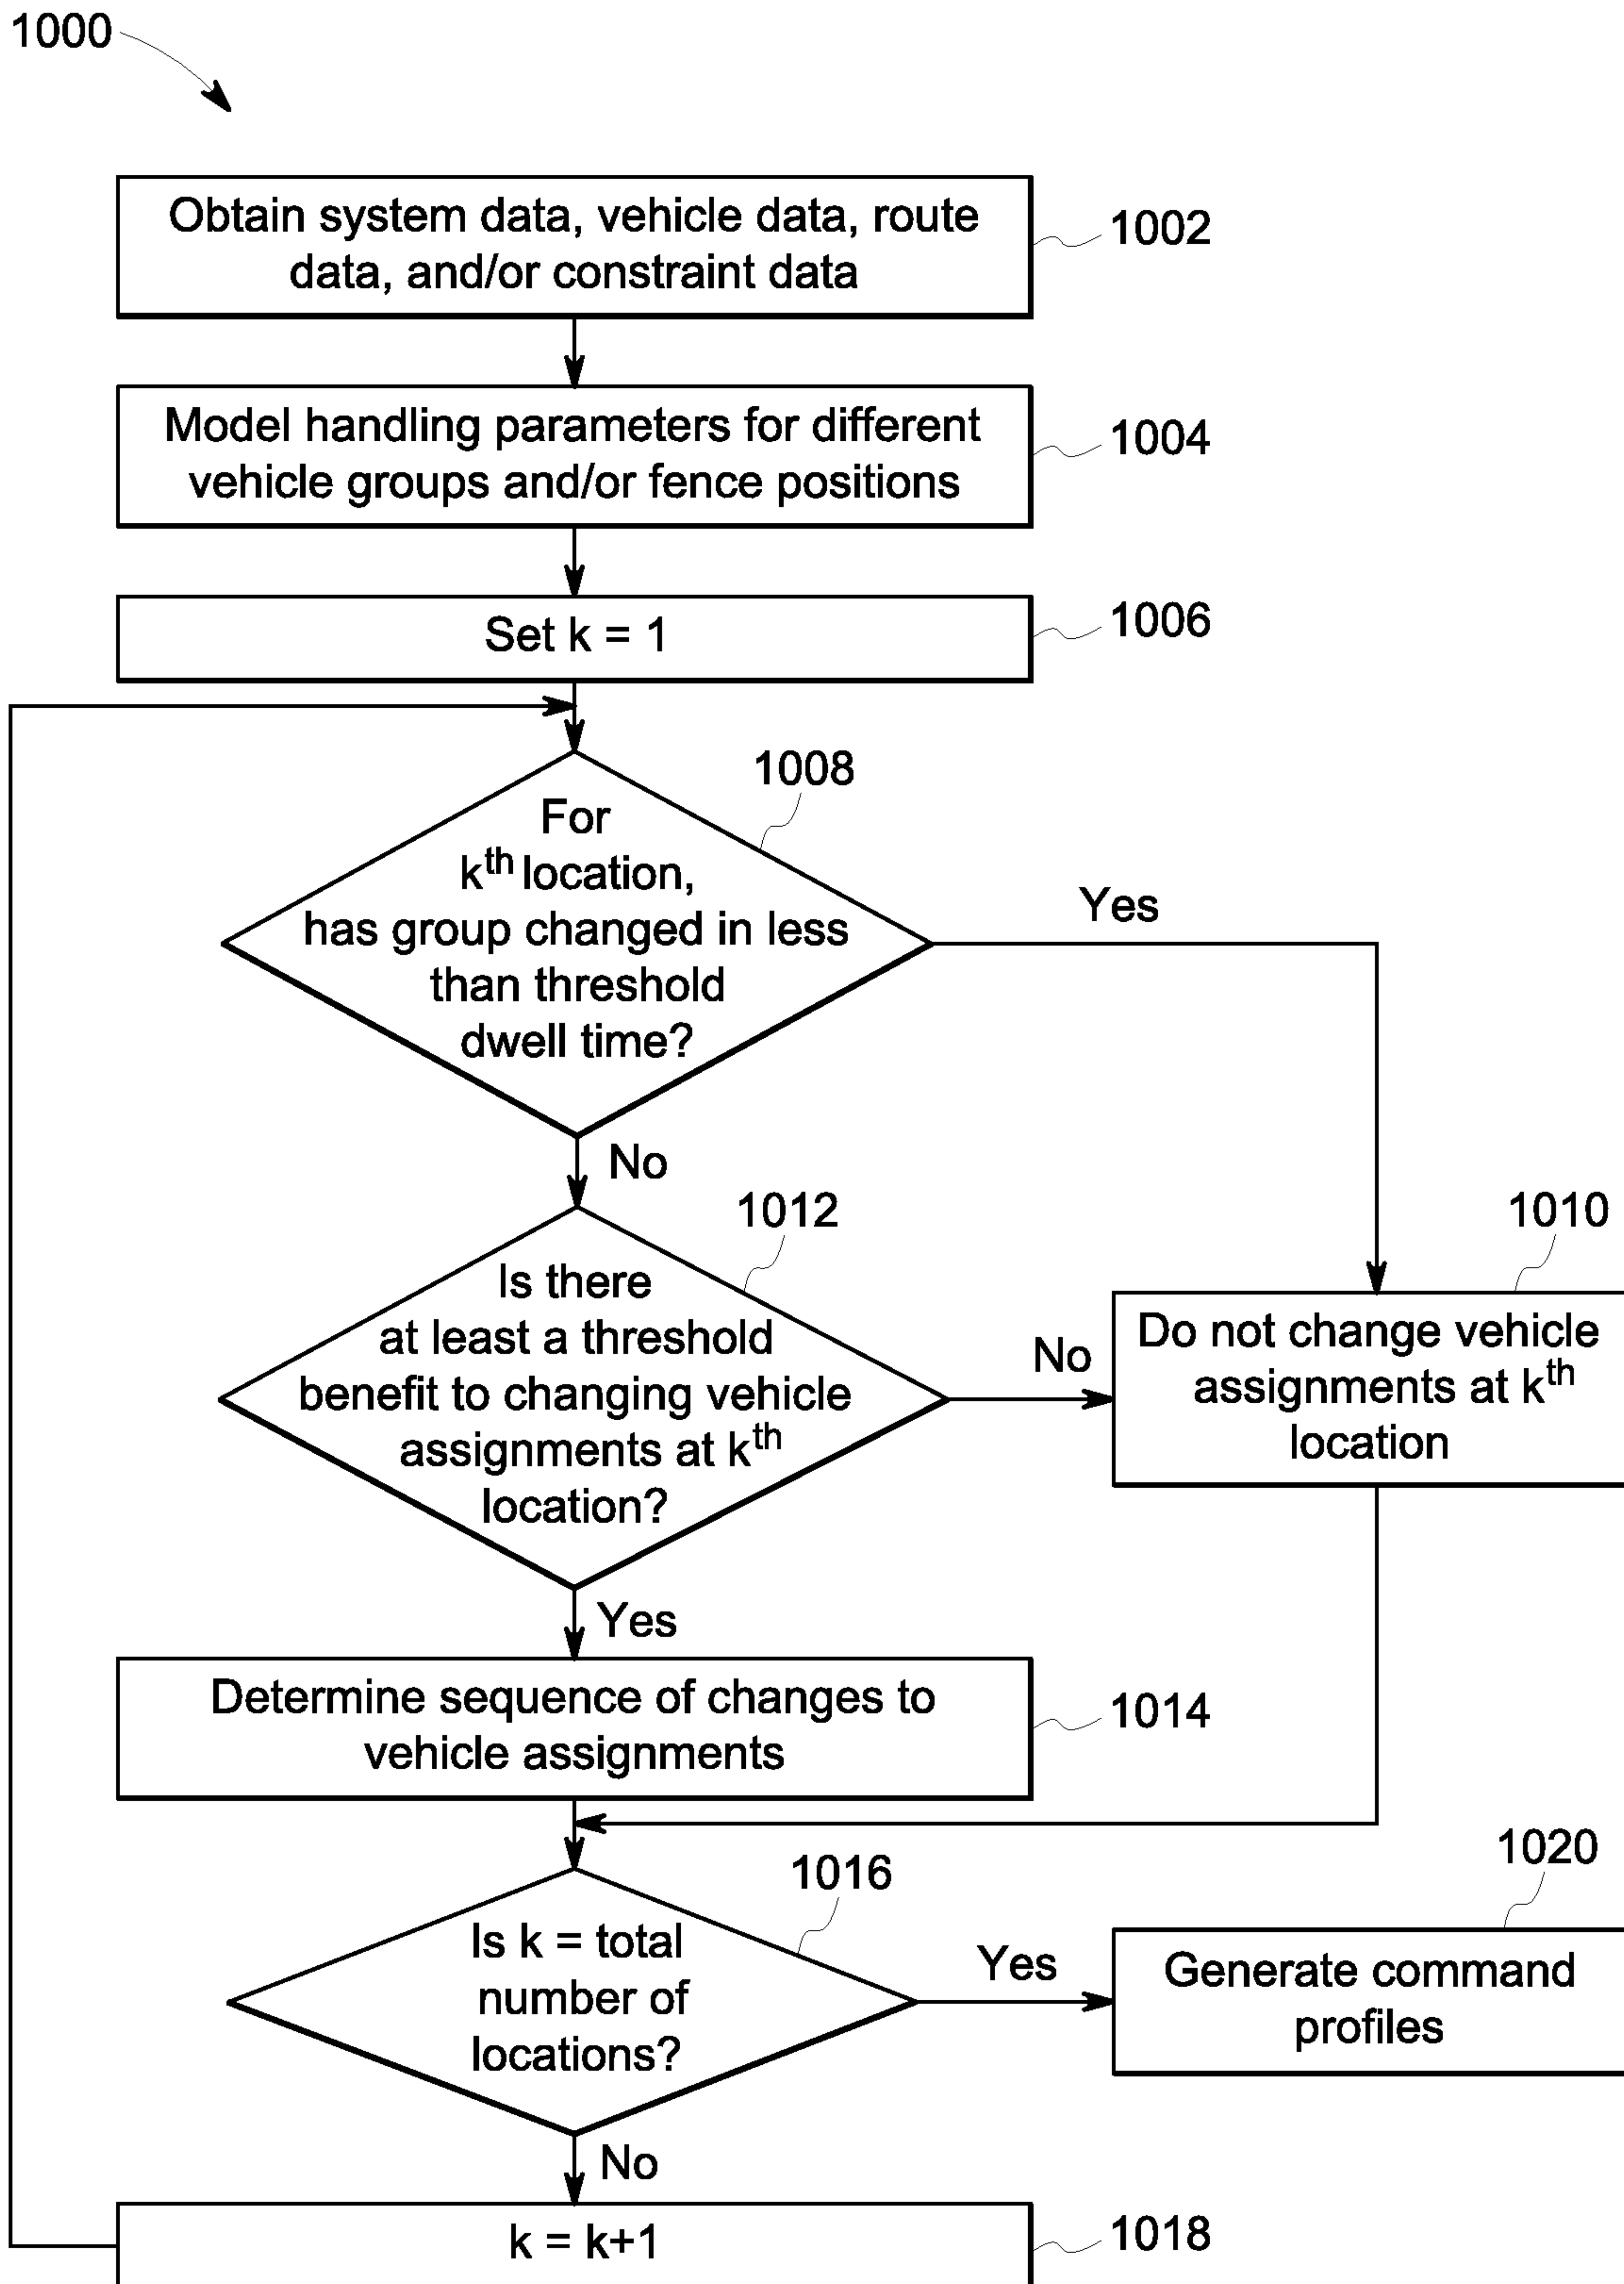 1000
Obtain system data, vehicle data, route
data, and/or constraint data
1002
Model handling parameters for different
vehicle groups and/or fence positions
1004
Set k = 1
1006
1008
For
kth location,
has group changed in less
than threshold
dwell time?
Yes
No
1012
1010
Is there
at least a threshold
benefit to changing vehicle
assignments at kth
location?
No
Do not change vehicle
assignments at kth
location
Yes
Determine sequence of changes to
vehicle assignments
1014
1016
1020
Is k = total
number of
locations?
Yes
Generate command
profiles
No
k = k+1
1018